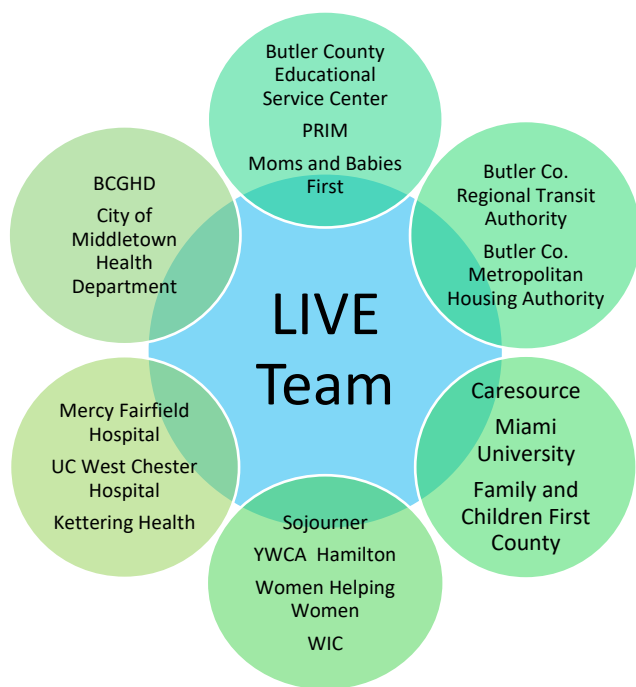 Butler County
Educational
Service Center
PRIM
Moms and Babies
First
Butler Co.
Regional Transit
Authority
Butler Co.
Metropolitan
Housing Authority
Caresource
Miami
University
Family and
Children First
County
Sojourner
YWCA Hamilton
Women Helping
Women
WIC
Mercy Fairfield
Hospital
UC West Chester
Hospital
Kettering Health
BCGHD
City of
Middletown
Health
Department
LIVE
Team